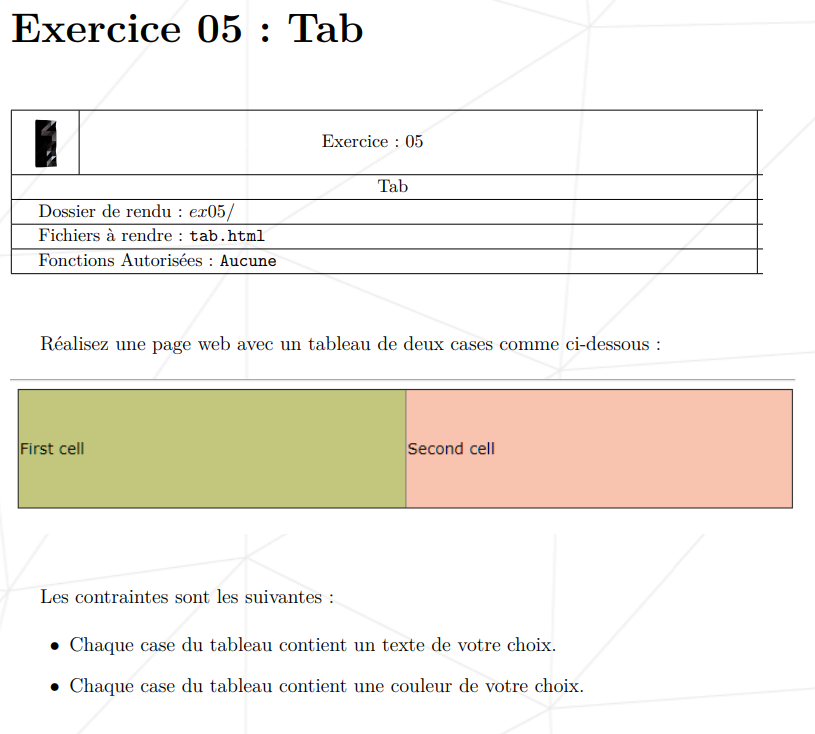 Exercice 05 : Tab
Exercice : 05
Tab
Dossier de rendu : ex05/
Fichiers à rendre : tab.html
Fonctions Autorisées : Aucune
Réalisez une page web avec un tableau de deux cases comme ci-dessous :
First cell Second cell
Les contraintes sont les suivantes :
• Chaque case du tableau contient un texte de votre choix.
• Chaque case du tableau contient une couleur de votre choix.